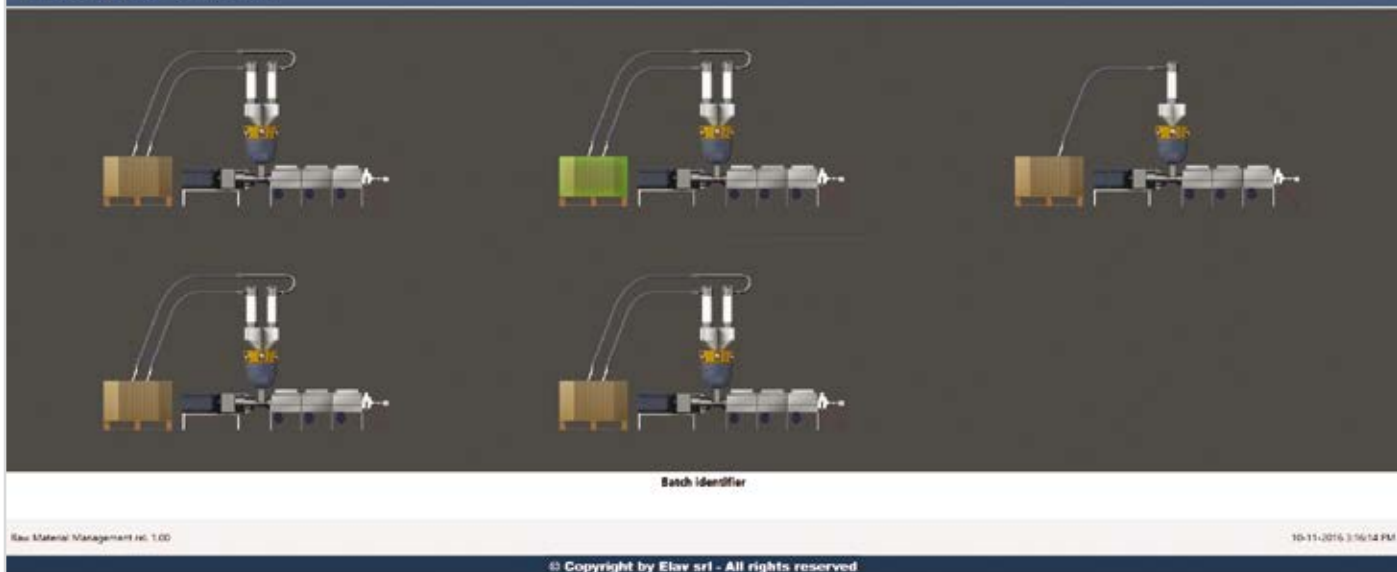 Batch identifier
Raw Material Management rel. 1.00
10-11-2016 3:16:14 PM
© Copyright by Elav srl - All rights reserved